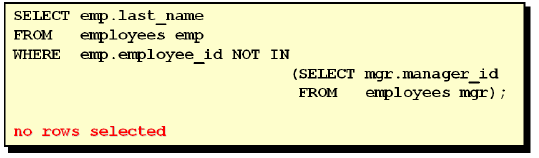 SELECT emp.last_name
FROM employees emp
WHERE emp.employee_id NOT IN
(SELECT mgr.manager_id
FROM employees mgr);
no rows selected